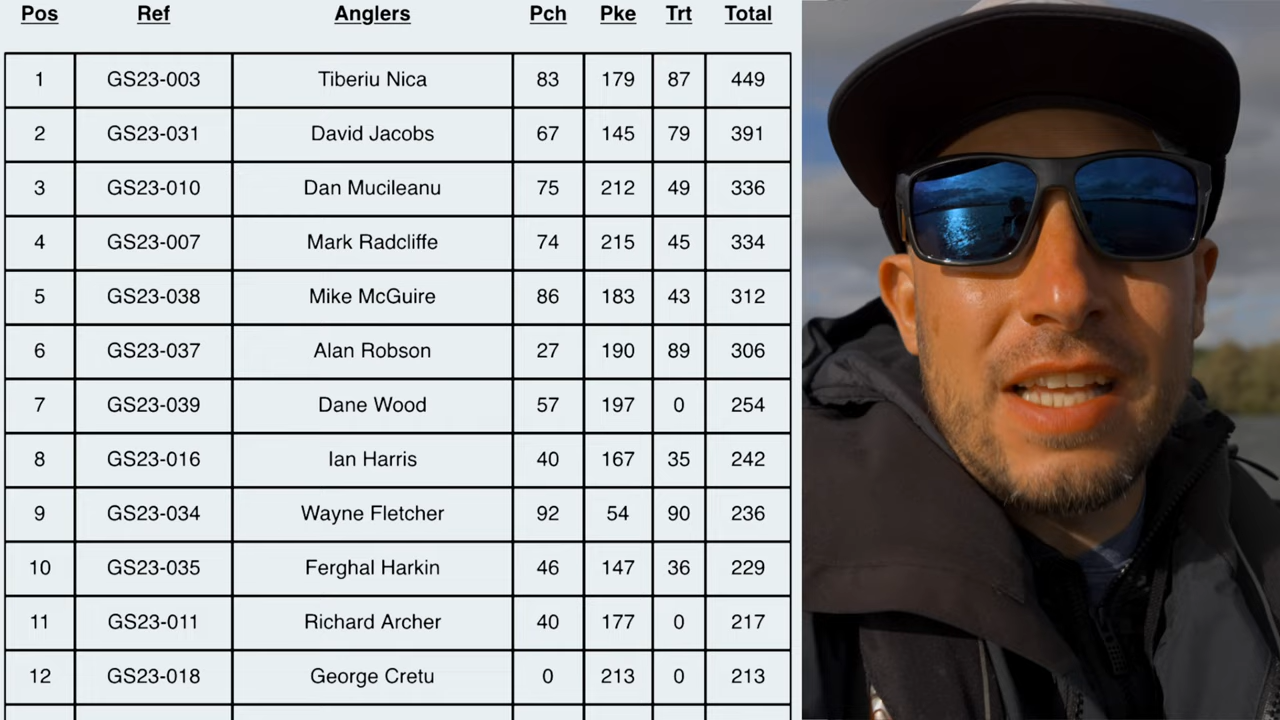 Pos Ref Anglers Pch Pke Trt Total
1 GS23-003 Tiberiu Nica 83 179 87 449
2 GS23-031 David Jacobs 67 145 79 391
3 GS23-010 Dan Mucileanu 75 212 49 336
4 GS23-007 Mark Radcliffe 74 215 45 334
5 GS23-038 Mike McGuire 86 183 43 312
6 GS23-037 Alan Robson 27 190 89 306
7 GS23-039 Dane Wood 57 197 0 254
8 GS23-016 Ian Harris 40 167 35 242
9 GS23-034 Wayne Fletcher 92 54 90 236
10 GS23-035 Ferghal Harkin 46 147 36 229
11 GS23-011 Richard Archer 40 177 0 217
12 GS23-018 George Cretu 0 213 0 213